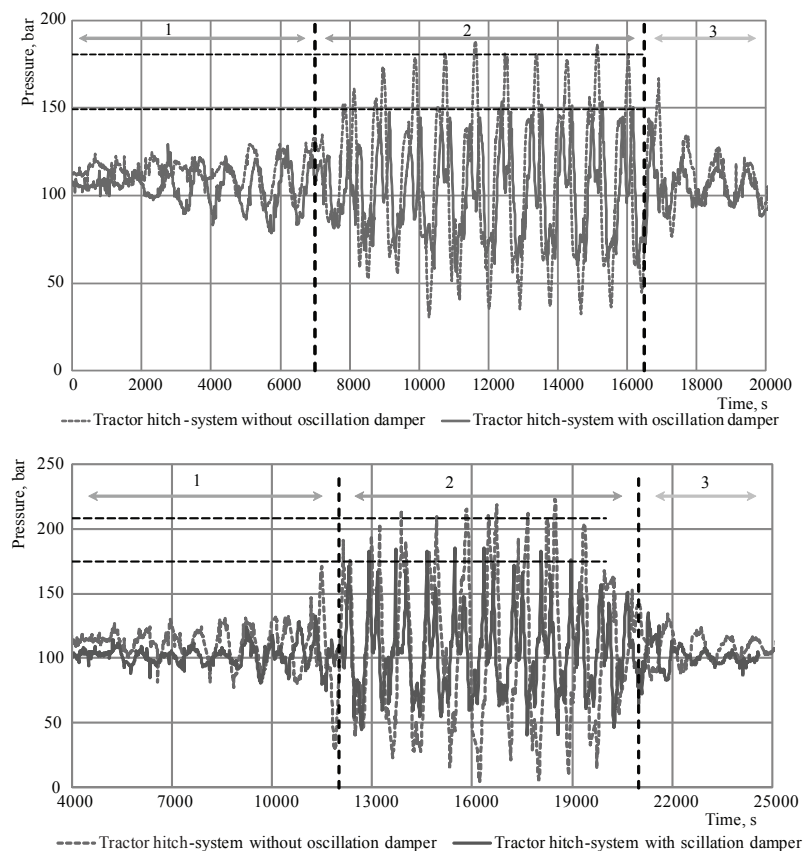 Pressure, bar
200
150
100
50
0
1
2
3
0 2000 4000 6000 8000 10000 12000 14000 16000 18000 20000
Time, s
Tractor hitch-system without oscillation damper Tractor hitch-system with oscillation damper
Pressure, bar
250
200
150
100
50
0
1
2
3
4000 7000 10000 13000 16000 19000 22000 25000
Time, s
Tractor hitch-system without oscillation damper Tractor hitch-system with scillation damper